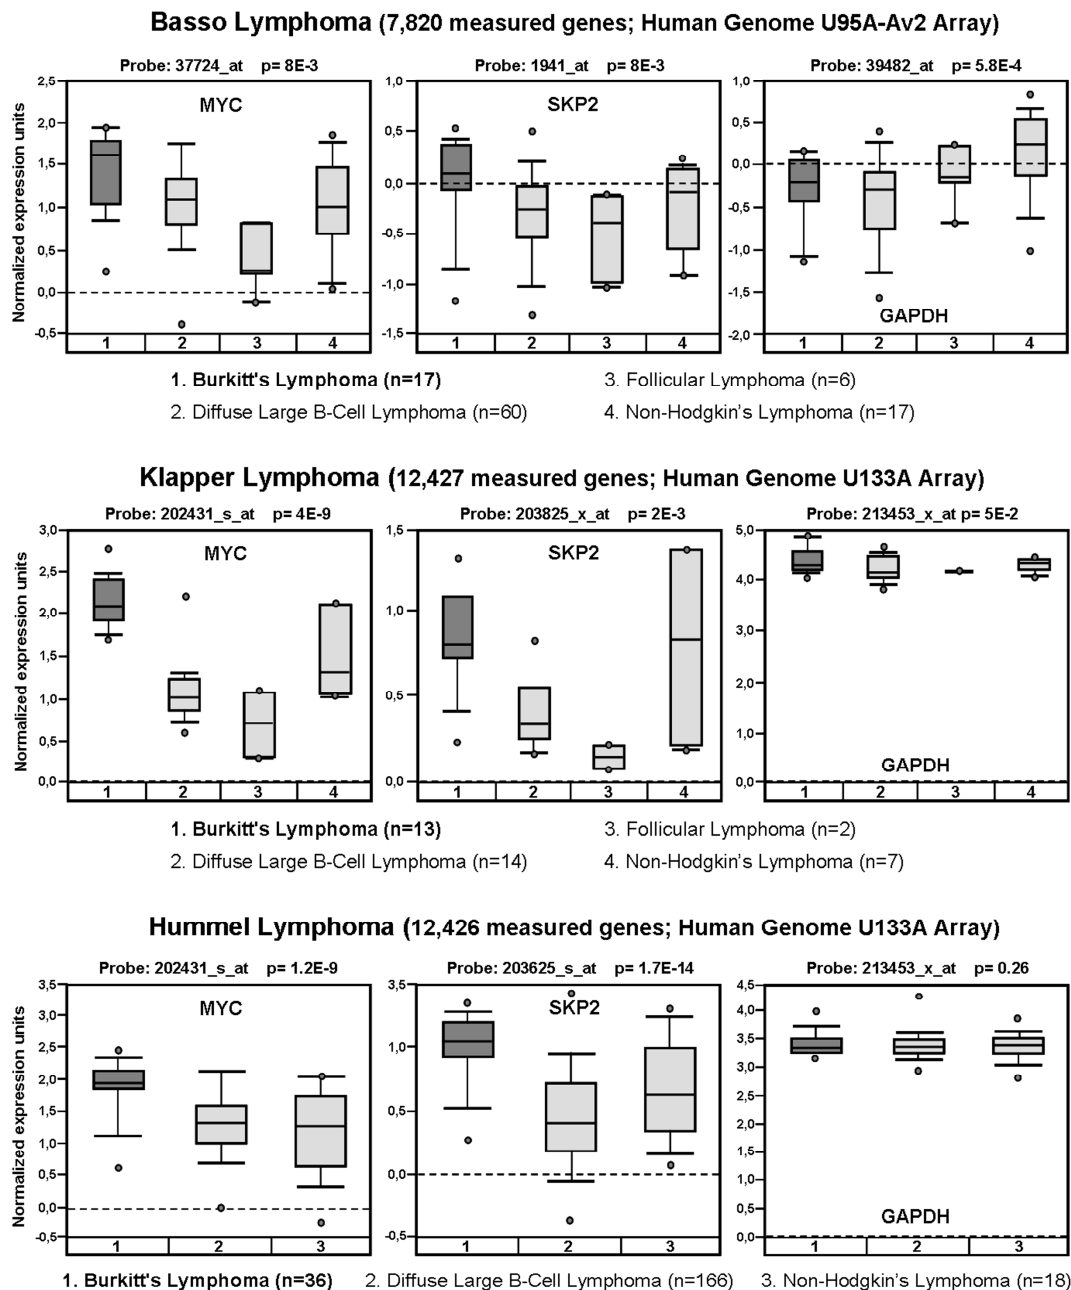 Basso Lymphoma (7,820 measured genes; Human Genome U95A-Av2 Array)
Probe: 37724_at p= 8E-3
Probe: 1941_at p= 8E-3
Probe: 39482_at p= 5.8E-4
Normalized expression units
2,5
2,0
1,5
1,0
0,5
0,0
-0,5
MYC
1 2 3 4
1,0
0,5
0,0
-0,5
-1,0
-1,5
SKP2
1 2 3 4
1,0
0,5
0,0
-0,5
-1,0
-1,5
-2,0
GAPDH
1 2 3 4
1. Burkitt's Lymphoma (n=17)
3. Follicular Lymphoma (n=6)
2. Diffuse Large B-Cell Lymphoma (n=60)
4. Non-Hodgkin's Lymphoma (n=17)
Klapper Lymphoma (12,427 measured genes; Human Genome U133A Array)
Probe: 202431_s_at p= 4E-9
Probe: 203825_x_at p= 2E-3
Probe: 213453_x_at p= 5E-2
Normalized expression units
3,0
2,5
2,0
1,5
1,0
0,5
0,0
MYC
1 2 3 4
1,5
1,0
0,5
0,0
SKP2
1 2 3 4
5,0
4,0
3,0
2,0
1,0
0,0
GAPDH
1 2 3 4
1. Burkitt's Lymphoma (n=13)
3. Follicular Lymphoma (n=2)
2. Diffuse Large B-Cell Lymphoma (n=14)
4. Non-Hodgkin's Lymphoma (n=7)
Hummel Lymphoma (12,426 measured genes; Human Genome U133A Array)
Probe: 202431_s_at p= 1.2E-9
Probe: 203625_s_at p= 1.7E-14
Probe: 213453_x_at p= 0.26
Normalized expression units
3,5
3,0
2,5
2,0
1,5
1,0
0,5
0,0
-0,5
MYC
1 2 3
3,5
1,0
0,5
0,0
-0,5
SKP2
1 2 3
4,5
4,0
3,5
3,0
2,5
2,0
1,5
1,0
0,5
0,0
GAPDH
1 2 3
1. Burkitt's Lymphoma (n=36) 2. Diffuse Large B-Cell Lymphoma (n=166) 3. Non-Hodgkin's Lymphoma (n=18)